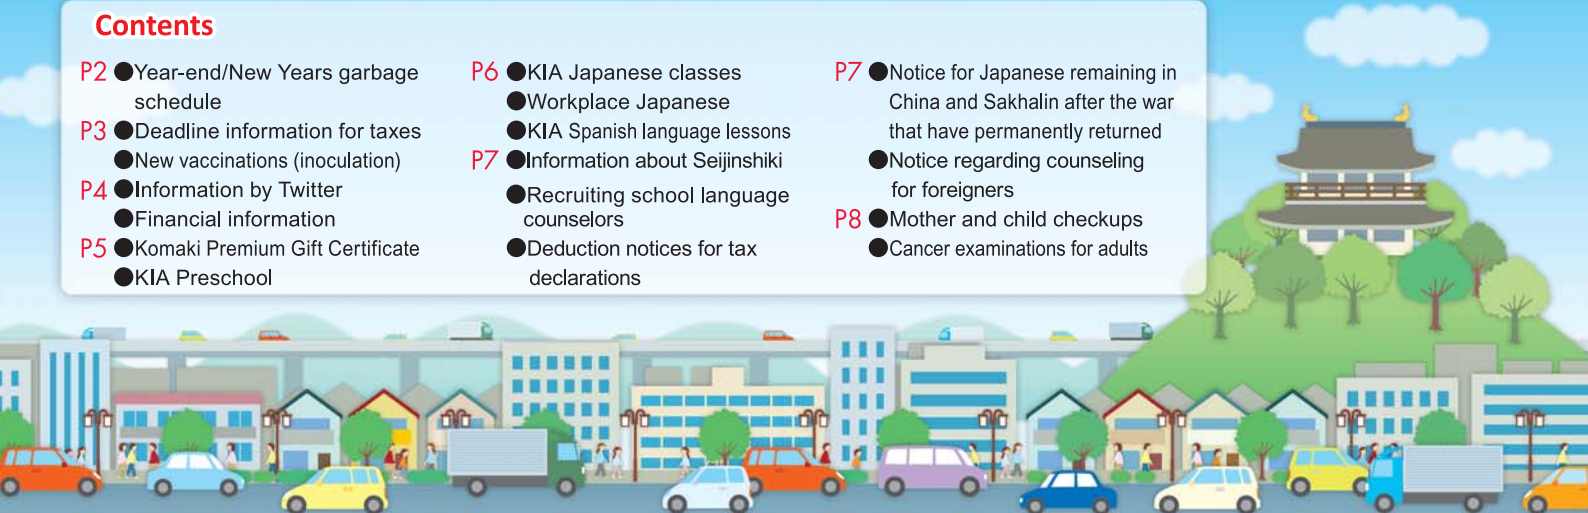 Contents
P2 ●Year-end/New Years garbage
schedule
P3 ●Deadline information for taxes
●New vaccinations (inoculation)
P4 ●Information by Twitter
●Financial information
P5 ●Komaki Premium Gift Certificate
●KIA Preschool
P6 ●KIA Japanese classes
●Workplace Japanese
●KIA Spanish language lessons
P7 ●Information about Seijinshiki
●Recruiting school language
counselors
●Deduction notices for tax
declarations
P7 ●Notice for Japanese remaining in
China and Sakhalin after the war
that have permanently returned
●Notice regarding counseling
for foreigners
P8 ●Mother and child checkups
●Cancer examinations for adults